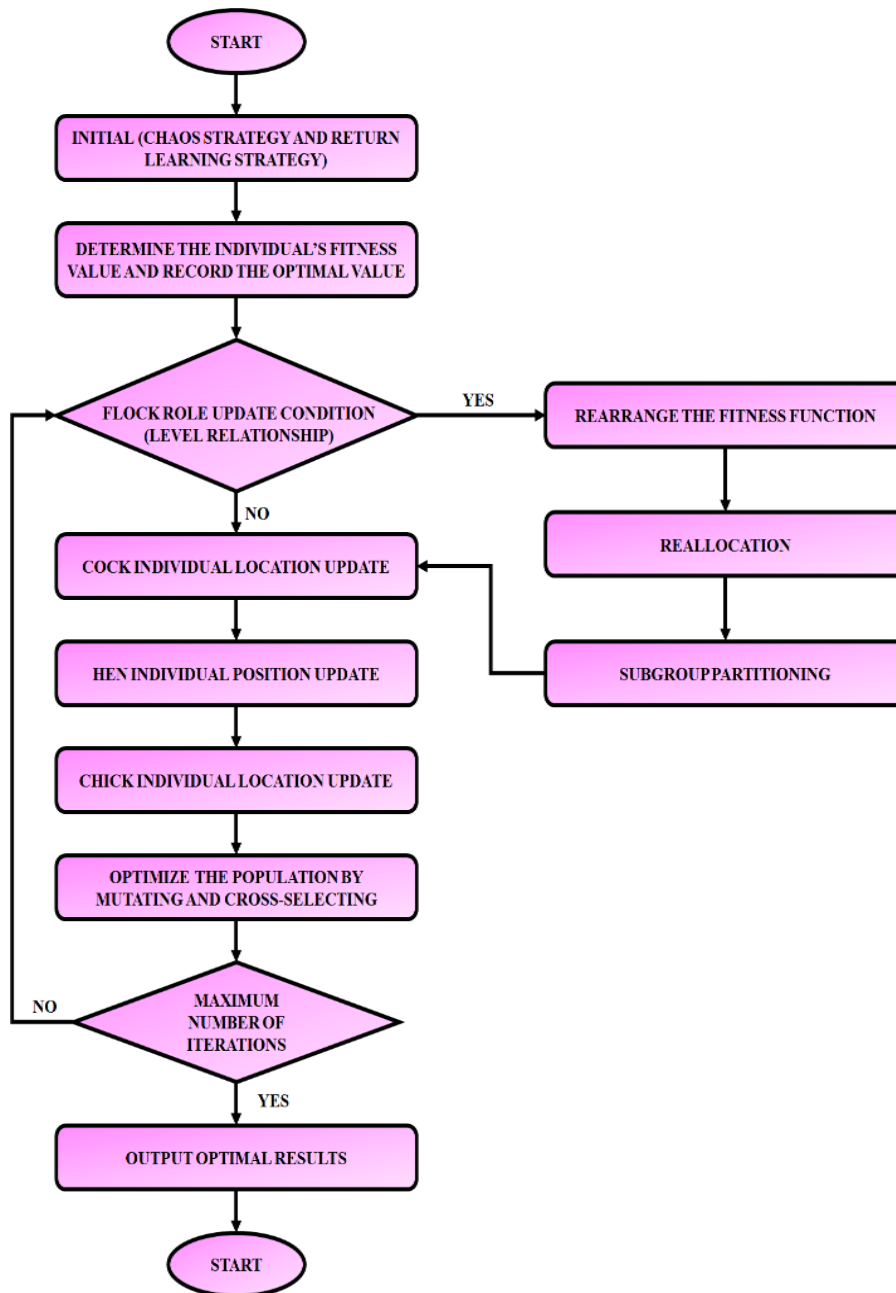 START
INITIAL (CHAOS STRATEGY AND RETURN
LEARNING STRATEGY)
DETERMINE THE INDIVIDUAL'S FITNESS
VALUE AND RECORD THE OPTIMAL VALUE
FLOCK ROLE UPDATE CONDITION
(LEVEL RELATIONSHIP)
YES
REARRANGE THE FITNESS FUNCTION
REALLOCATION
SUBGROUP PARTITIONING
NO
COCK INDIVIDUAL LOCATION UPDATE
HEN INDIVIDUAL POSITION UPDATE
CHICK INDIVIDUAL LOCATION UPDATE
OPTIMIZE THE POPULATION BY
MUTATING AND CROSS-SELECTING
NO
MAXIMUM
NUMBER OF
ITERATIONS
YES
OUTPUT OPTIMAL RESULTS
START